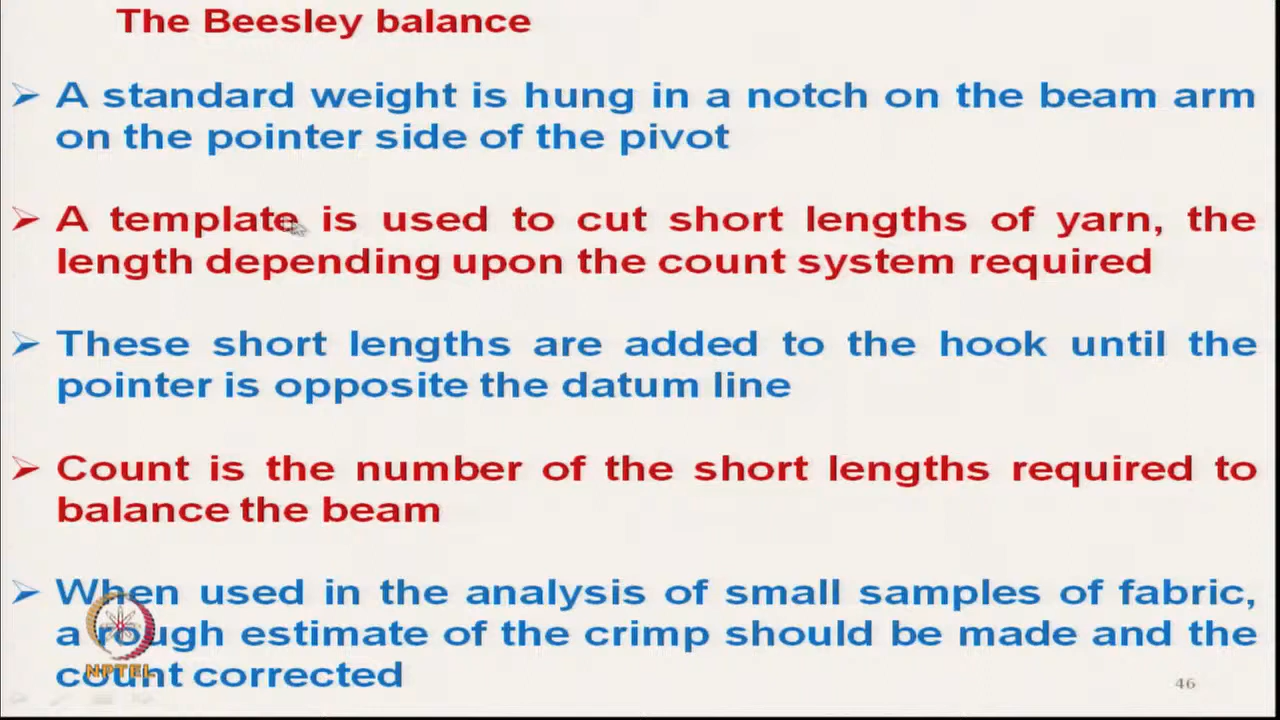 The Beesley balance
➢ A standard weight is hung in a notch on the beam arm
on the pointer side of the pivot
➢ A template is used to cut short lengths of yarn, the
length depending upon the count system required
➢ These short lengths are added to the hook until the
pointer is opposite the datum line
➢ Count is the number of the short lengths required to
balance the beam
➢ When used in the analysis of small samples of fabric,
a rough estimate of the crimp should be made and the
count corrected
NPTEL
46